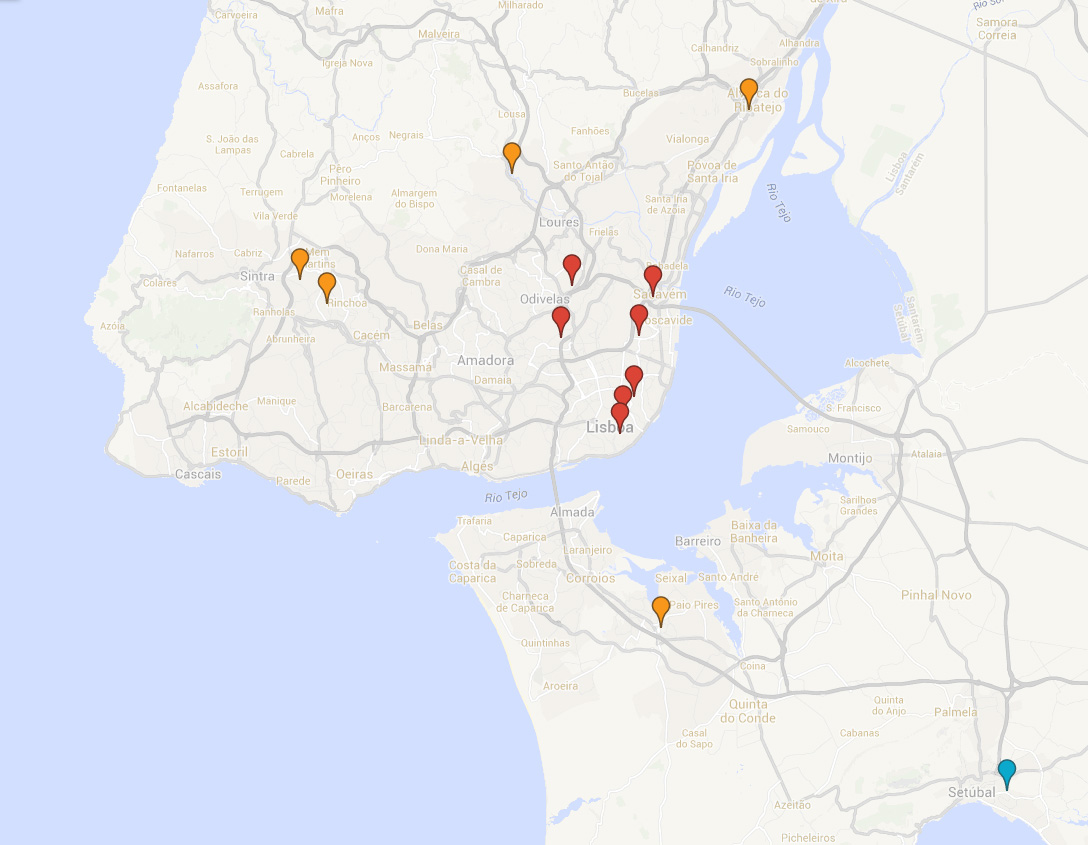 Carvoeira
Mafra
Milharado
Rio So
Samora
Correia
Malveira
Calhandriz
Alhandra
Igreja Nova
Sobralinho
Assafora
Bucelas
Ribatejo
Lousa
S. João das
Lampas
Anços
Negrais
Fanhões
Vialonga
Cabrela
Pero
Pinheiro
Santo Antão
do Tojal
Póvoa de
Santa Iria
Lisboa
Santarém
Fontanelas
Terrugem
Morelena
Almargem
do Bispo
Santa Iria
de Azóia
Rio Tejo
Vila Verde
Loures
Frielas
Nafarros
Cabriz
Mem
Martins
Dona Maria
Sintra
Casal de
Cambra
Sacavém
Colares
Rinchoa
Odivelas
Rio Tejo
Santarém
Setúbal
Azóia
Ranholas
Belas
Moscavide
Abrunheira
Cacém
Amadora
Massamá
Damaia
Alcochete
Alcabideche
Manique
Barcarena
S. Francisco
Lisboa
Samouco
Linda-a-Velha
Estoril
Montijo
Atalaia
Cascais
Parede
Oeiras
Algés
Rio Tejo
Sarilhos
Grandes
Trafaria
Almada
Caparica
Baixa da
Banheira
Barreiro
Laranjeiro
Moita
Costa da
Caparica
Sobreda
Corroios
Seixal
Santo André
Charneca
de Caparica
Paio Pires
Santo António
da Charneca
Pinhal Novo
Quintinhas
Coina
Aroeira
Quinta
do Conde
Quinta
do Anjo
Palmela
Casal
do Sapo
Cabanas
Setúbal
Azeitão
Picheleiros